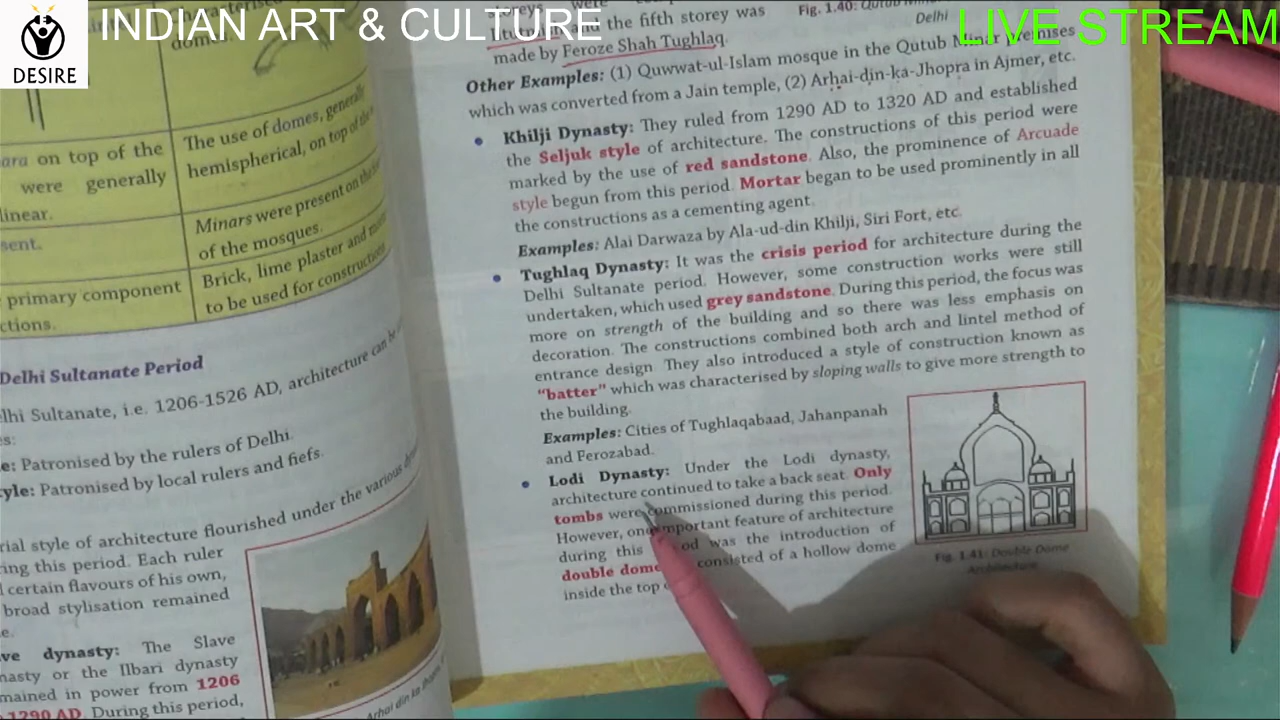 INDIAN ART & CULTURE
LIVE STREAM
DESIRE
dome
ara on top of the
were generally
linear.
sent.
primary component
ctions.
The use of domes, generally
hemispherical, on top of the
Minars were present on the
of the mosques.
Brick, lime plaster and
to be used for construction
Delhi Sultanate Period
elhi Sultanate, i.e. 1206-1526 AD, architecture can be
es:
e: Patronised by the rulers of Delhi.
tyle: Patronised by local rulers and fiefs.
rial style of architecture flourished under the various
ing this period. Each ruler
certain flavours of his own,
broad stylisation remained
e.
ve dynasty: The Slave
nasty or the Ilbari dynasty
mained in power from 1206
1290 AD. During this period,
Arhai din ka
storeys were
the fifth storey was
made by Feroze Shah Tughlaq.
Fig. 1.40: Qutub
Delhi
Other Examples: (1) Quwwat-ul-Islam mosque in the Qutub Minar premises
which was converted from a Jain temple, (2) Arhai-din-ka-Jhopra in Ajmer, etc.
• Khilji Dynasty: They ruled from 1290 AD to 1320 AD and established
the Seljuk style of architecture. The constructions of this period were
marked by the use of red sandstone. Also, the prominence of Arcuade
style begun from this period. Mortar began to be used prominently in all
the constructions as a cementing agent.
Examples: Alai Darwaza by Ala-ud-din Khilji, Siri Fort, etc.
• Tughlaq Dynasty: It was the crisis period for architecture during the
Delhi Sultanate period. However, some construction works were still
undertaken, which used grey sandstone. During this period, the focus was
more on strength of the building and so there was less emphasis on
decoration. The constructions combined both arch and lintel method of
entrance design. They also introduced a style of construction known as
“batter” which was characterised by sloping walls to give more strength to
the building.
Examples: Cities of Tughlaqabaad, Jahanpanah
and Ferozabad.
• Lodi Dynasty: Under the Lodi dynasty,
architecture continued to take a back seat. Only
tombs were commissioned during this period.
However, one important feature of architecture
during this od was the introduction of
double dome consisted of a hollow dome
inside the top
Fig. 1.41: Double Dome
Architecture